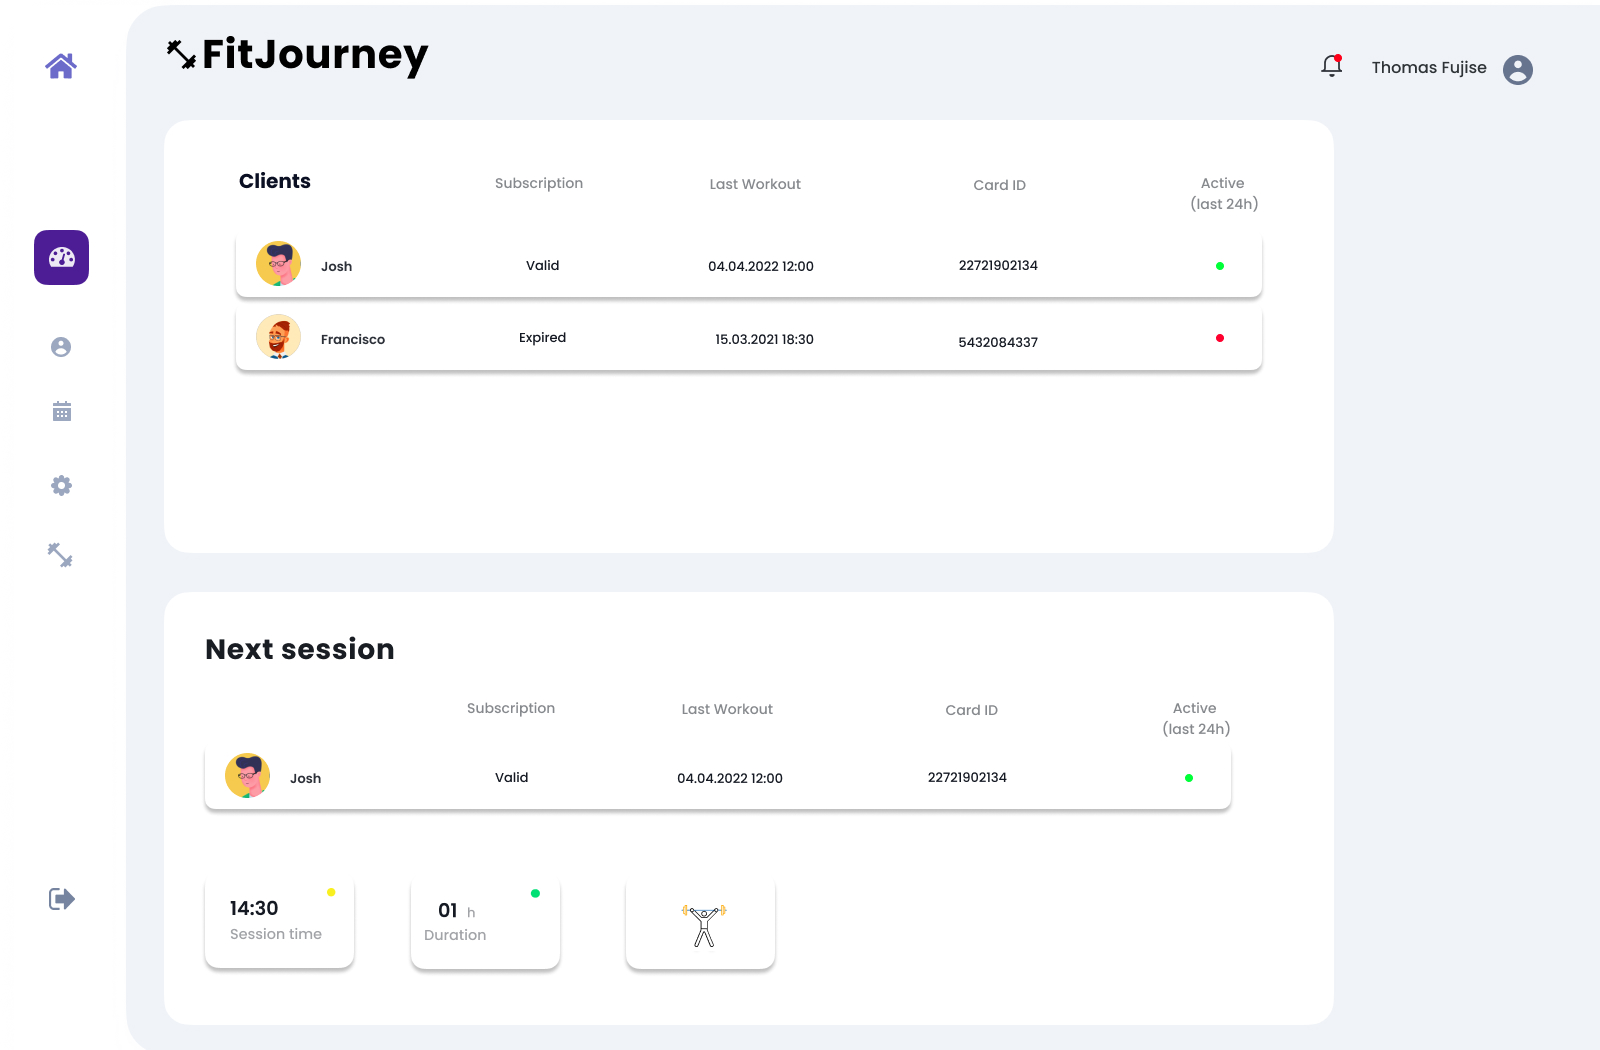 FitJourney
Thomas Fujise
Clients Subscription Last Workout Card ID Active
(last 24h)
Josh Valid 04.04.2022 12:00 22721902134
Francisco Expired 15.03.2021 18:30 5432084337
Next session
Subscription Last Workout Card ID Active
(last 24h)
Josh Valid 04.04.2022 12:00 22721902134
14:30
Session time
01 h
Duration